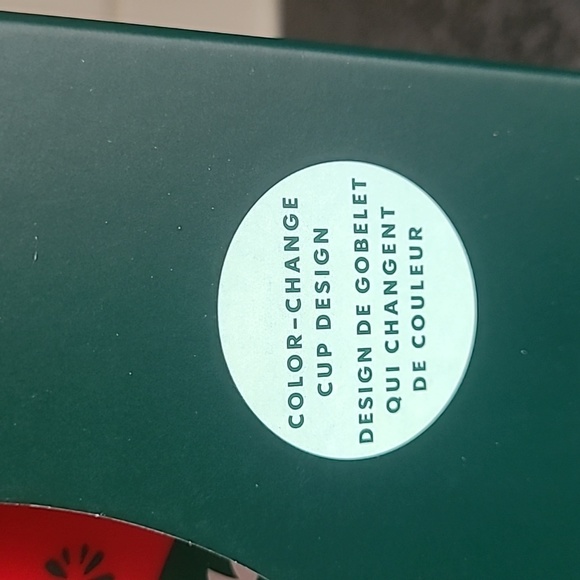 COLOR-CHANGE
CUP DESIGN
DESIGN DE GOBELET
QUI CHANGENT
DE COULEUR